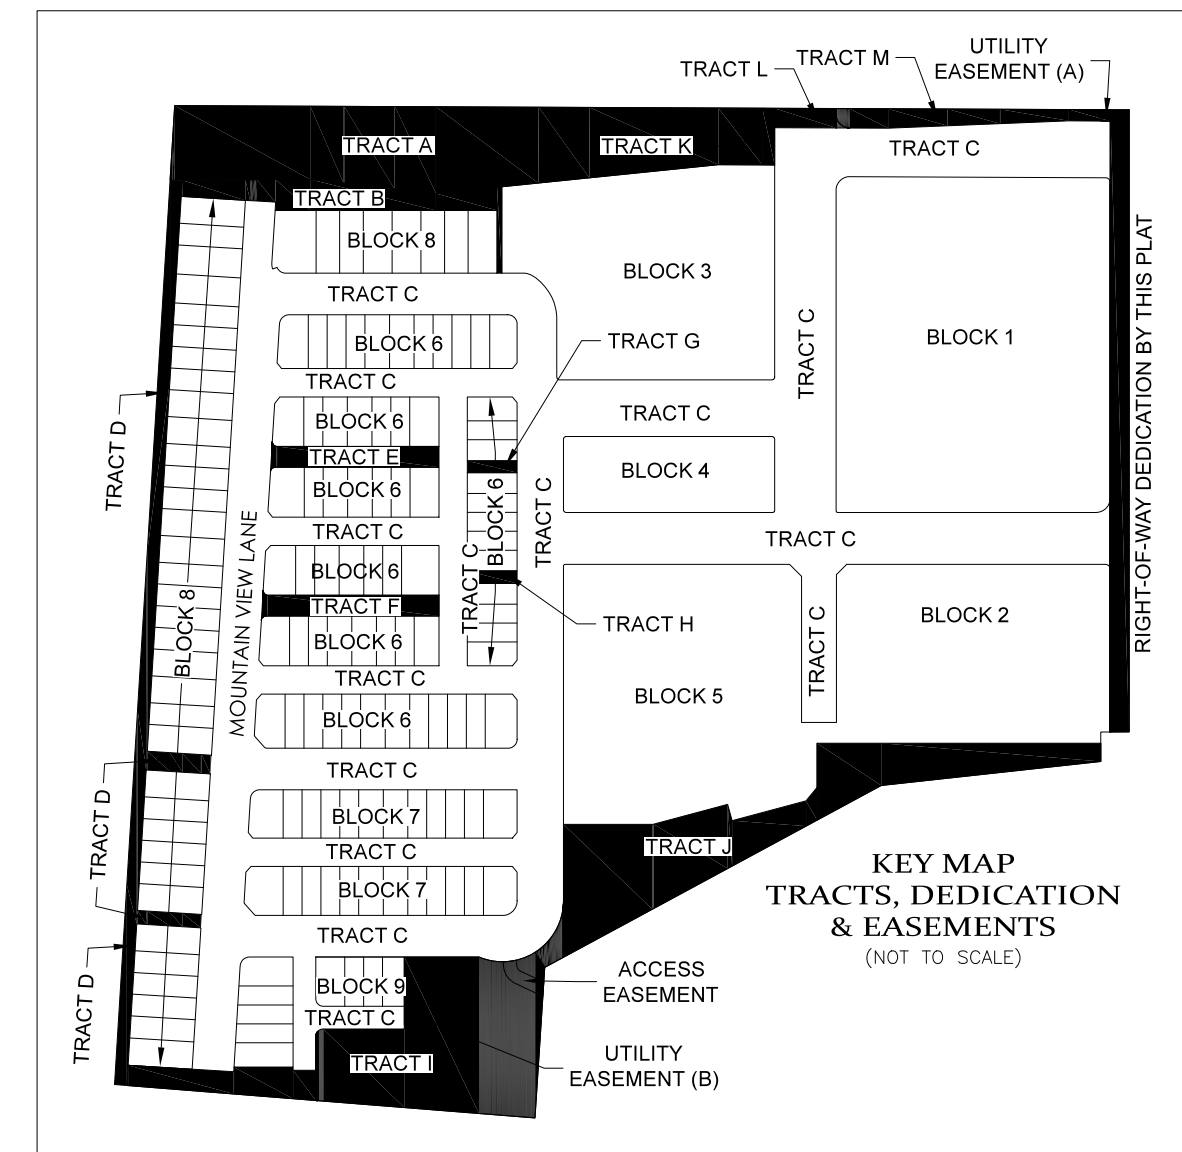 UTILITY
EASEMENT (A)
TRACT M
TRACT L
TRACT A
TRACT K
TRACT C
TRACT B
BLOCK 8
BLOCK 3
TRACT C
BLOCK 1
TRACT C
RIGHT-OF-WAY DEDICATION BY THIS PLAT
BLOCK 6
TRACT G
TRACT C
TRACT D
BLOCK 6
TRACT C
TRACT E
BLOCK 4
BLOCK 6
BLOCK 6
TRACT C
TRACT C
TRACT C
BLOCK 6
TRACT C
TRACT F
TRACT H
BLOCK 2
BLOCK 8
MOUNTAIN VIEW LANE
BLOCK 6
TRACT C
TRACT C
BLOCK 5
BLOCK 6
TRACT C
TRACT D
BLOCK 7
TRACT C
TRACT J
BLOCK 7
KEY MAP
TRACTS, DEDICATION
& EASEMENTS
(NOT TO SCALE)
TRACT C
TRACT D
ACCESS
EASEMENT
BLOCK 9
TRACT C
TRACT I
UTILITY
EASEMENT (B)